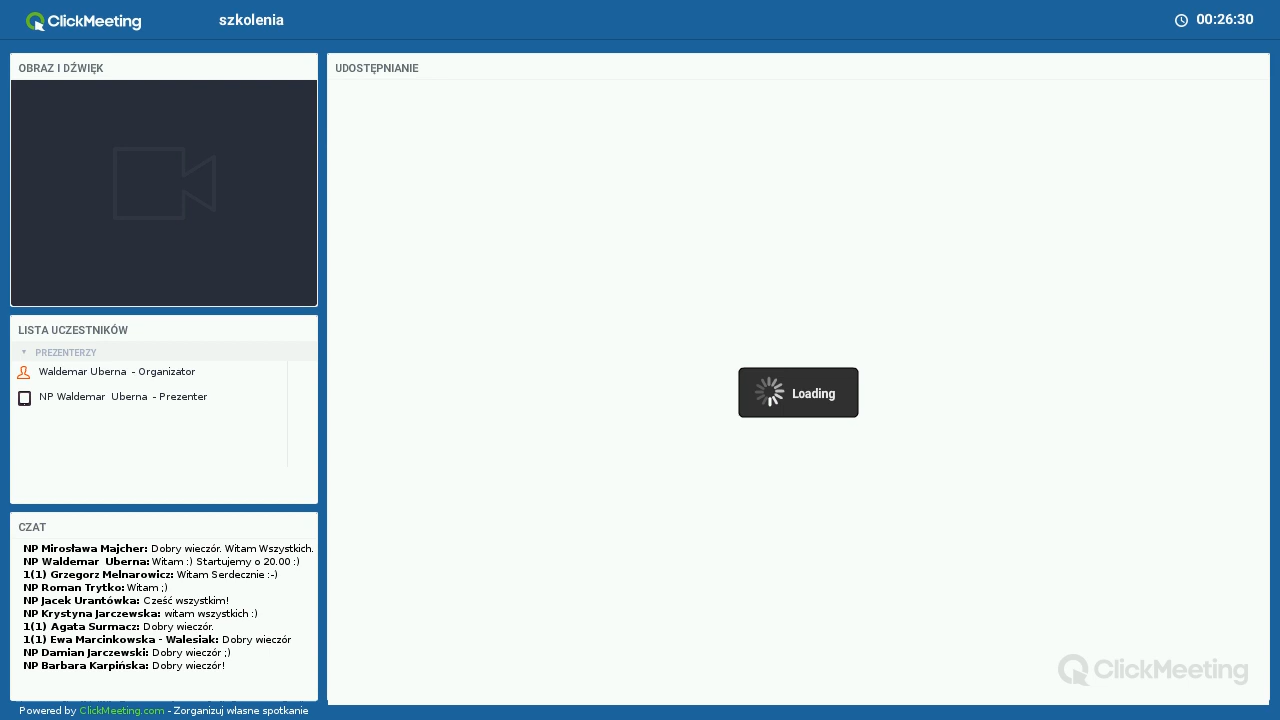 ClickMeeting
szkolenia
00:26:30
OBRAZ I DŹWIĘK
UDOSTĘPNIANIE
LISTA UCZESTNIKÓW
PREZENTERZY
Waldemar Uberna - Organizator
NP Waldemar Uberna - Prezenter
Loading
CZAT
NP Mirosława Majcher: Dobry wieczór. Witam Wszystkich.
NP Waldemar Uberna: Witam :) Startujemy o 20.00 :)
1(1) Grzegorz Melnarowicz: Witam Serdecznie :-)
NP Roman Trytko: Witam ;)
NP Jacek Urantówka: Cześć wszystkim!
NP Krystyna Jarczewska: witam wszystkich :)
1(1) Agata Surmacz: Dobry wieczór.
1(1) Ewa Marcinkowska - Walesiak: Dobry wieczór
NP Damian Jarczewski: Dobry wieczór ;)
NP Barbara Karpińska: Dobry wieczór!
ClickMeeting
Powered by ClickMeeting.com - Zorganizuj własne spotkanie